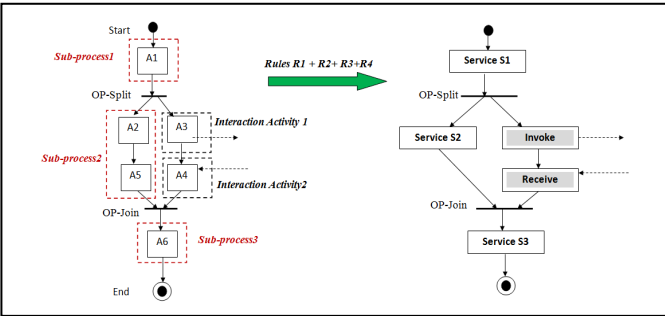 Start
Sub-process1
A1
OP-Split
A2
A3
Interaction Activity 1
Sub-process2
A5
A4
Interaction Activity2
OP-Join
A6
Sub-process3
End
Rules R1 + R2+ R3+R4
Service S1
OP-Split
Service S2
Invoke
Receive
OP-Join
Service S3